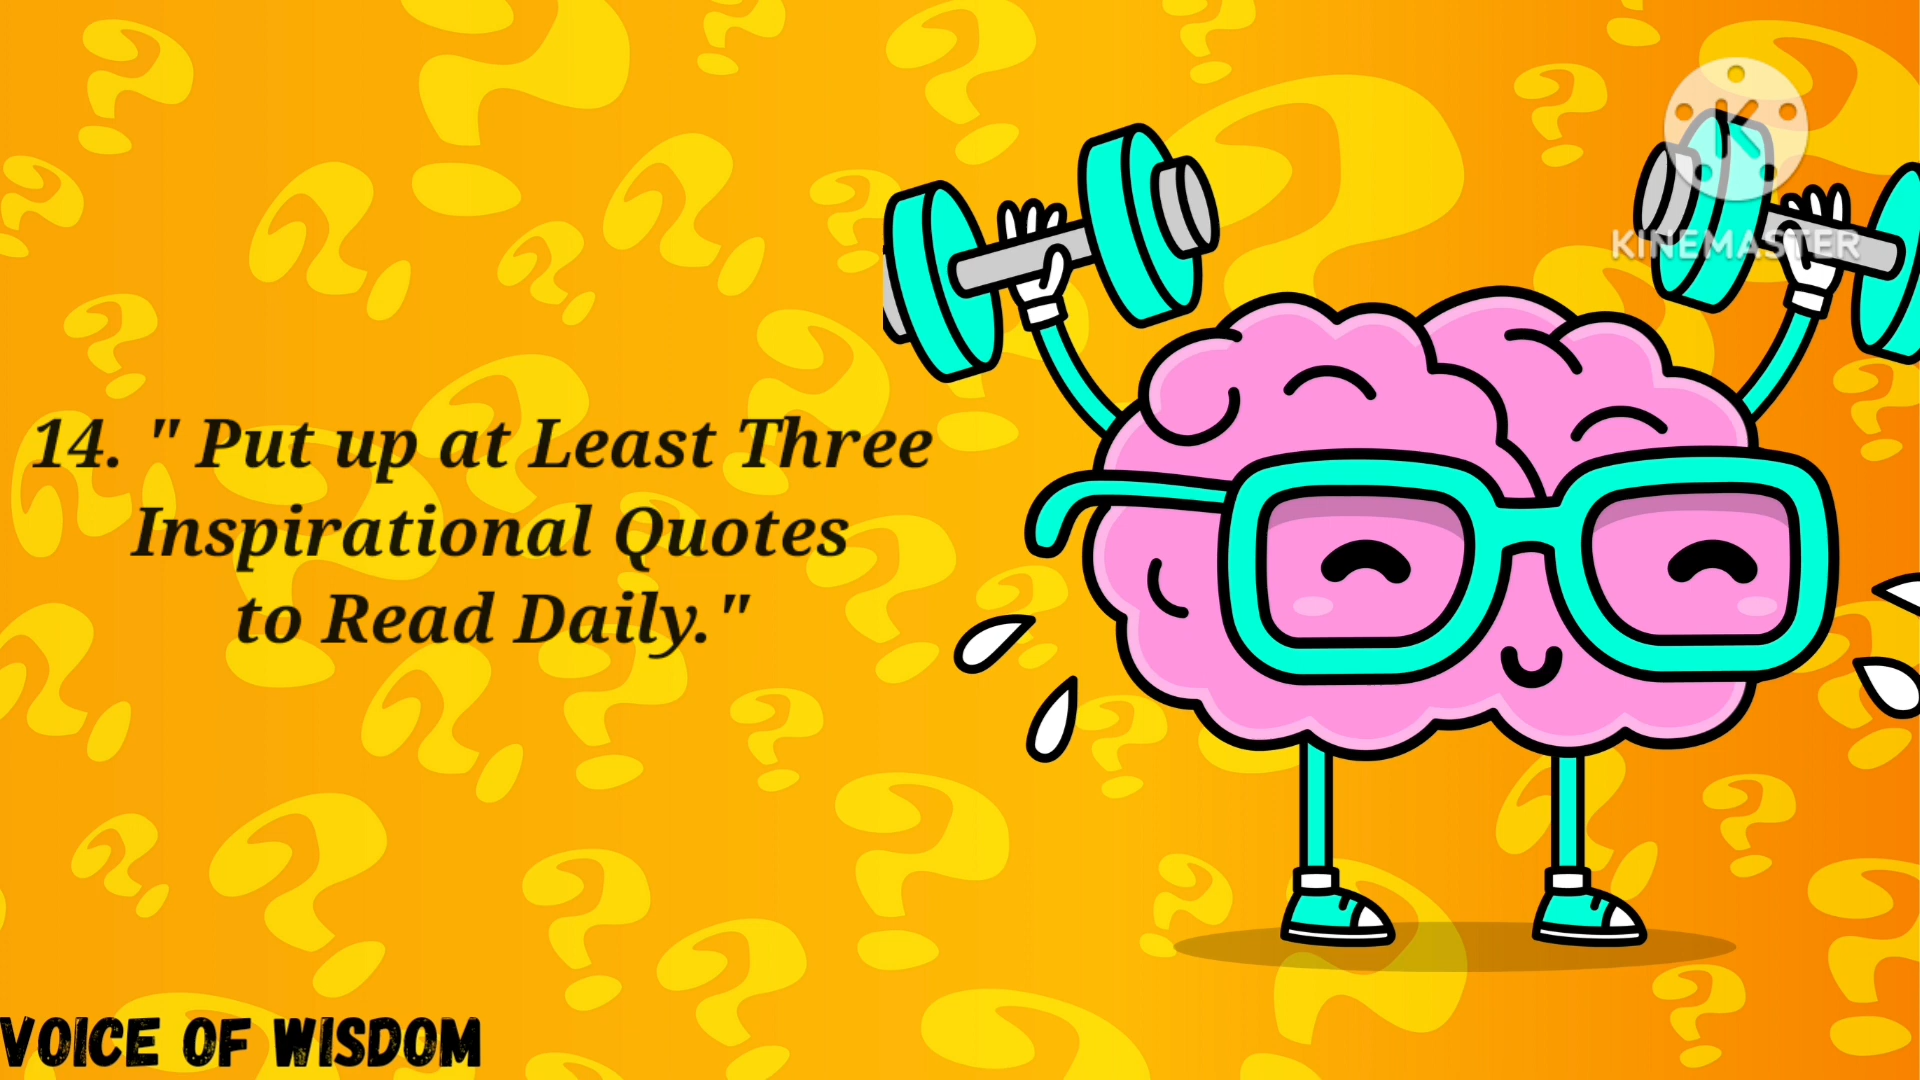 KINEMASTER
14. " Put up at Least Three
Inspirational Quotes
to Read Daily."
VOICE OF WISDOM